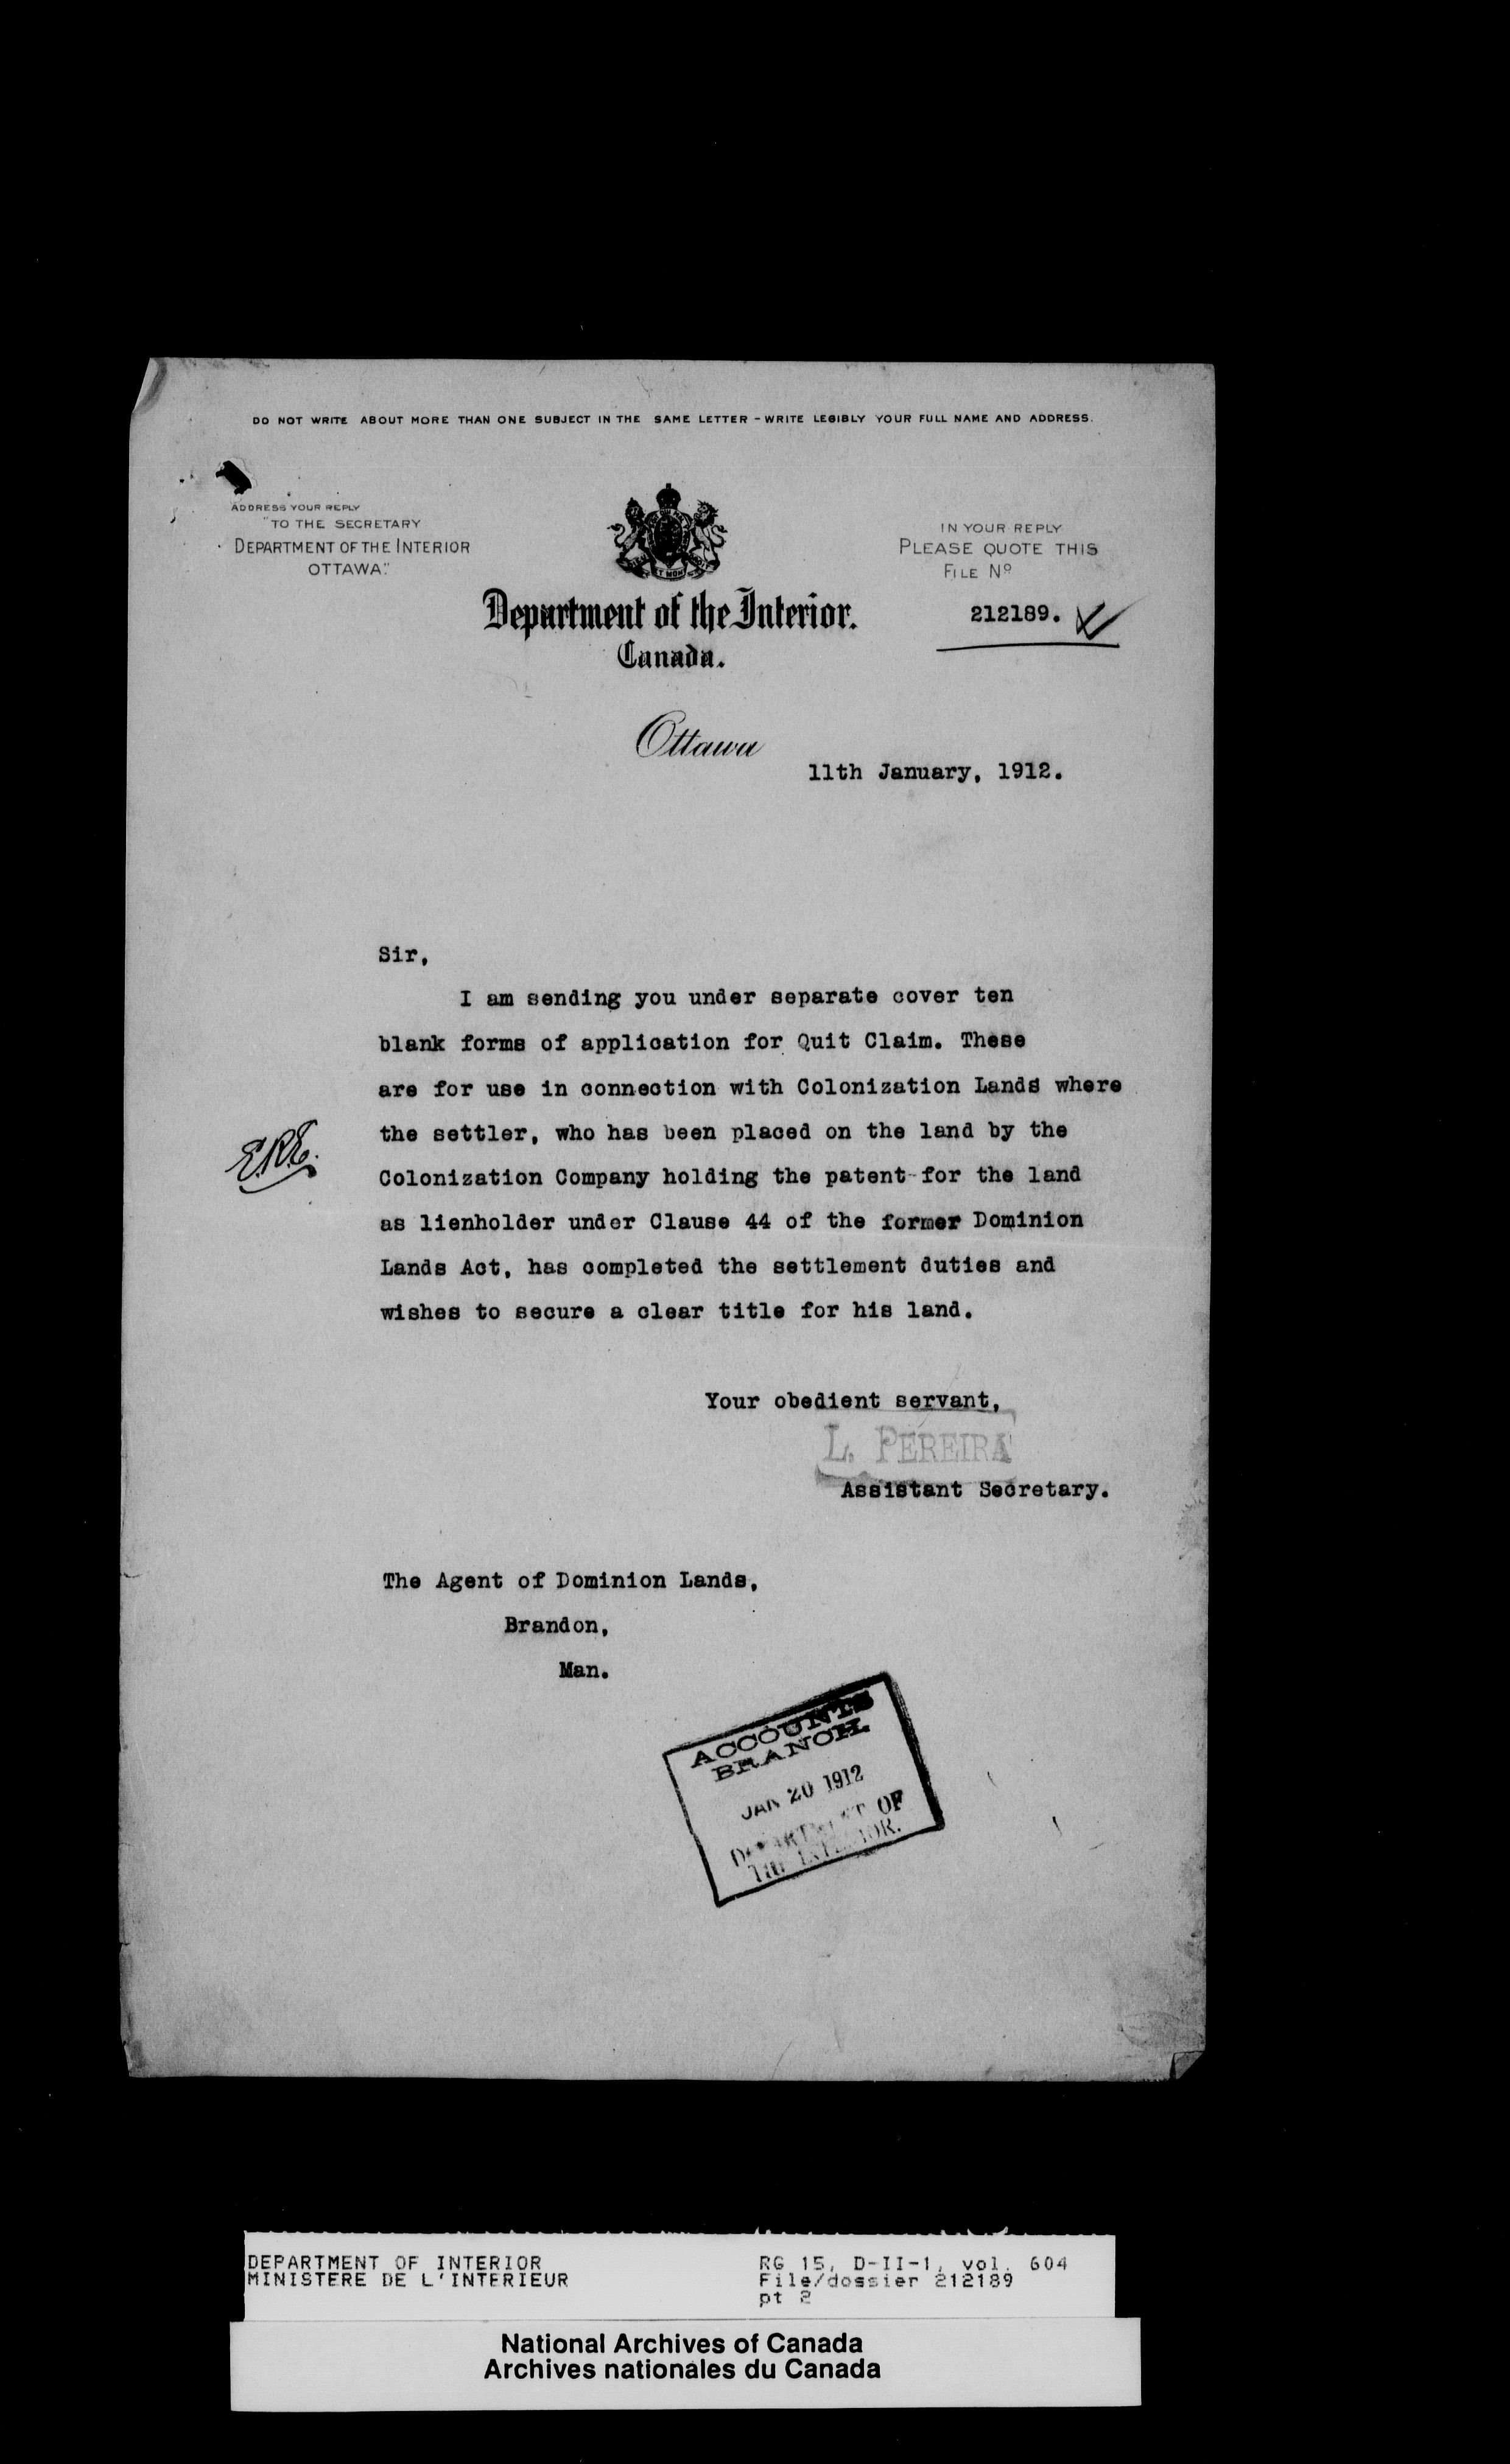 DO NOT WRITE ABOUT MORE THAN ONE SUBJECT IN THE SAME LETTER - WRITE LEGIBLY YOUR FULL NAME AND ADDRESS.
ADDRESS YOUR REPLY
"TO THE SECRETARY
DEPARTMENT OF THE INTERIOR
OTTAWA."
IN YOUR REPLY
PLEASE QUOTE THIS
FILE No
212189.
Department of the Interior.
Canada.
Ottawa
11th January, 1912.
Sir,
I am sending you under separate cover ten
blank forms of application for Quit Claim. These
are for use in connection with Colonization Lands where
the settler, who has been placed on the land by the
Colonization Company holding the patent for the land
as lienholder under Clause 44 of the former Dominion
Lands Act, has completed the settlement duties and
wishes to secure a clear title for his land.
Your obedient servant,
L. PEREIRA
Assistant Secretary.
The Agent of Dominion Lands,
Brandon,
Man.
ACCOUNTS
BRANCH.
JAN 20 1912
DEPARTMENT OF
THE INTERIOR.
DEPARTMENT OF INTERIOR
MINISTERE DE L'INTERIEUR
RG 15, D-II-1, vol. 604
File/dossier 212189
pt 2
National Archives of Canada
Archives nationales du Canada